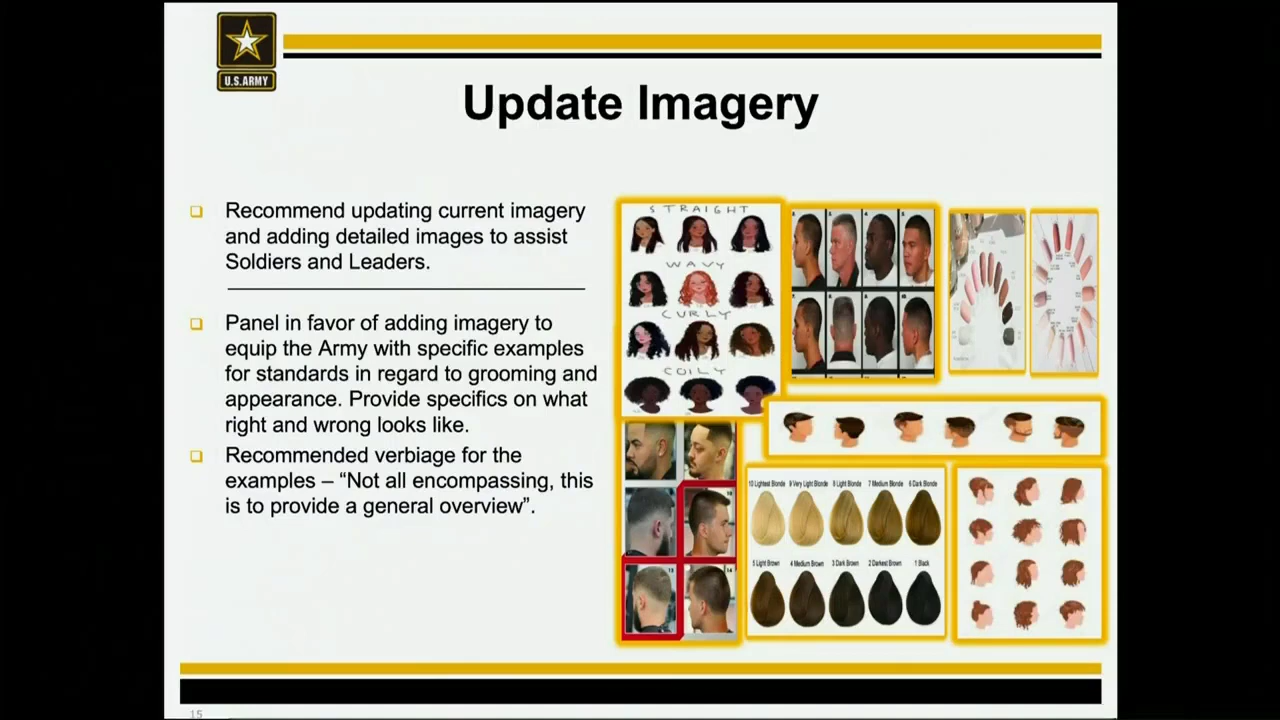 U.S.ARMY
Update Imagery
Recommend updating current imagery
and adding detailed images to assist
Soldiers and Leaders.
Panel in favor of adding imagery to
equip the Army with specific examples
for standards in regard to grooming and
appearance. Provide specifics on what
right and wrong looks like.
Recommended verbiage for the
examples – “Not all encompassing, this
is to provide a general overview”.
STRAIGHT
WAVY
CURLY
COILY
10 Lightest Blonde 9 Very Light Blonde 8 Light Blonde 7 Medium Blonde 6 Dark Blonde
5 Light Brown 4 Medium Brown 3 Dark Brown 2 Darkest Brown 1 Black
15